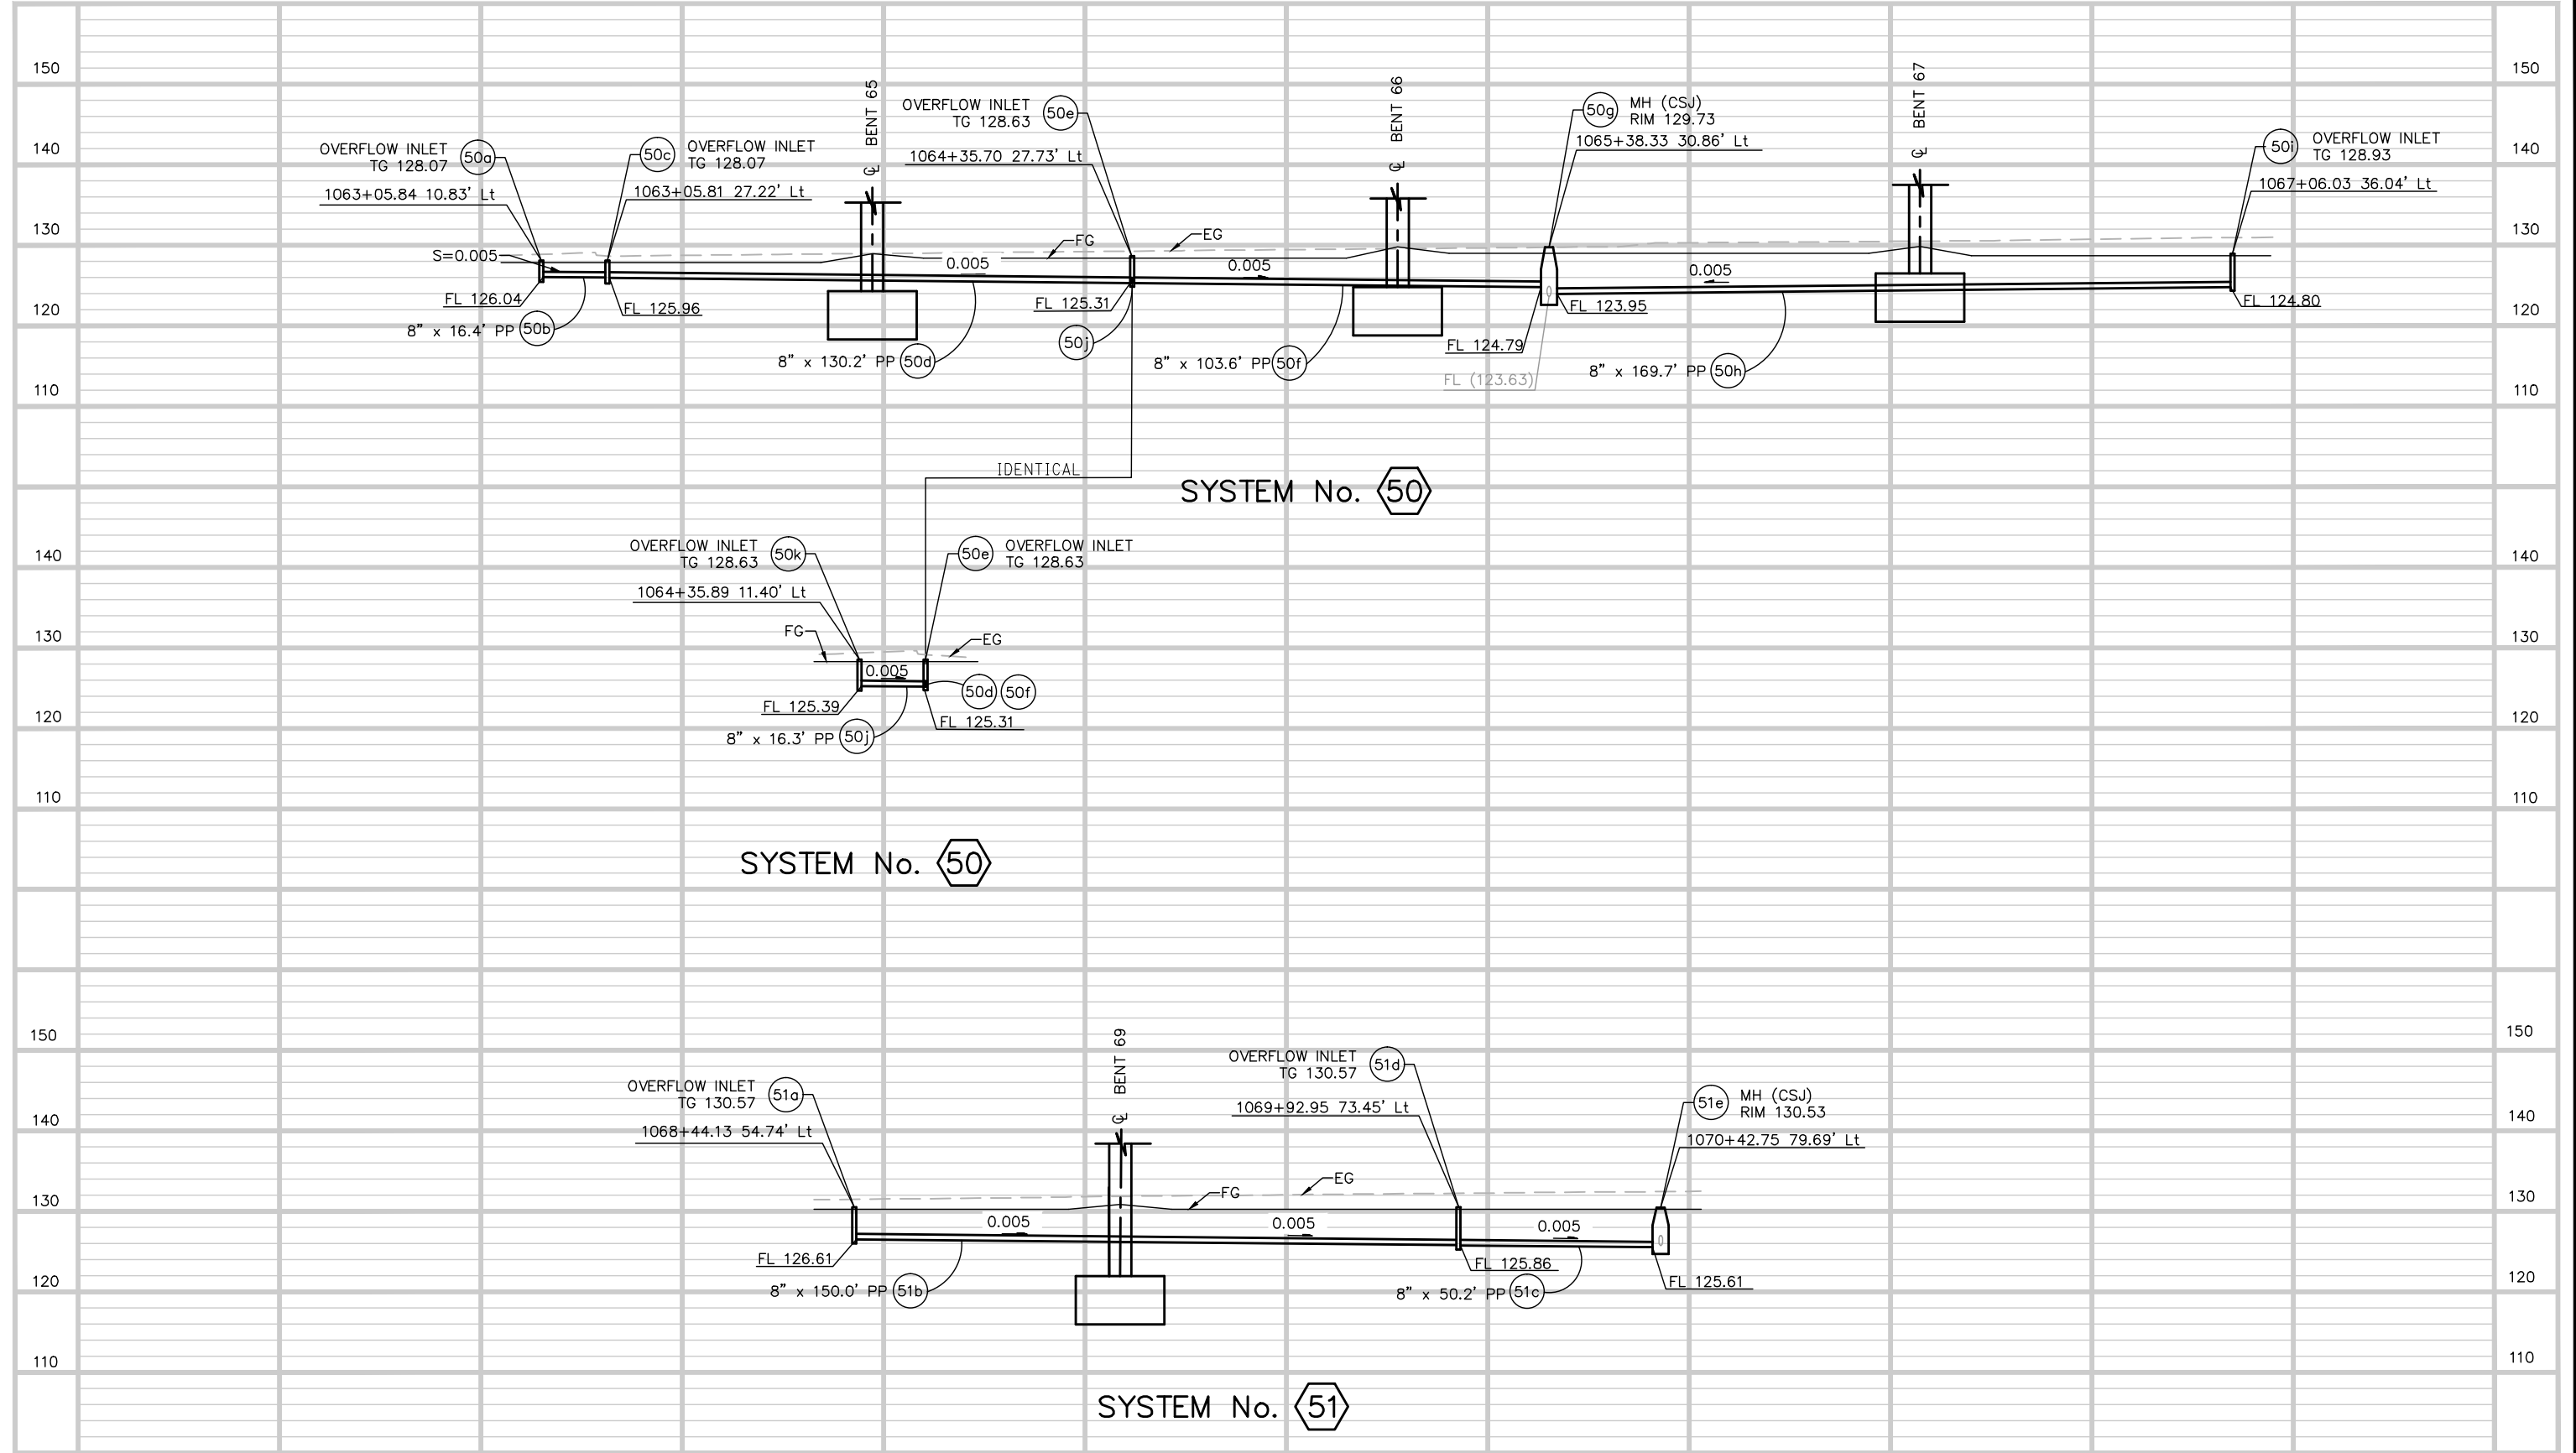 150
150
BENT 65
BENT 66
BENT 67
OVERFLOW INLET
TG 128.07
50a
1063+05.84 10.83' Lt
50c
OVERFLOW INLET
TG 128.07
1063+05.81 27.22' Lt
OVERFLOW INLET
TG 128.63
50e
1064+35.70 27.73' Lt
50g
MH (CSJ)
RIM 129.73
1065+38.33 30.86' Lt
50i
OVERFLOW INLET
TG 128.93
1067+06.03 36.04' Lt
140
140
130
130
S=0.005
FG
EG
0.005
0.005
0.005
FL 126.04
FL 125.96
FL 125.31
FL 123.95
FL 124.80
120
120
8" x 16.4' PP
50b
8" x 130.2' PP
50d
50j
8" x 103.6' PP
50f
FL 124.79
FL (123.63)
8" x 169.7' PP
50h
110
110
IDENTICAL
SYSTEM No. 50
OVERFLOW INLET
TG 128.63
50k
1064+35.89 11.40' Lt
50e
OVERFLOW INLET
TG 128.63
140
140
130
130
FG
EG
0.005
50d
50f
FL 125.39
FL 125.31
120
120
8" x 16.3' PP
50j
110
110
SYSTEM No. 50
150
150
BENT 69
OVERFLOW INLET
TG 130.57
51a
1068+44.13 54.74' Lt
OVERFLOW INLET
TG 130.57
51d
1069+92.95 73.45' Lt
51e
MH (CSJ)
RIM 130.53
1070+42.75 79.69' Lt
140
140
130
130
FG
EG
0.005
0.005
0.005
FL 126.61
FL 125.86
FL 125.61
120
120
8" x 150.0' PP
51b
8" x 50.2' PP
51c
110
110
SYSTEM No. 51